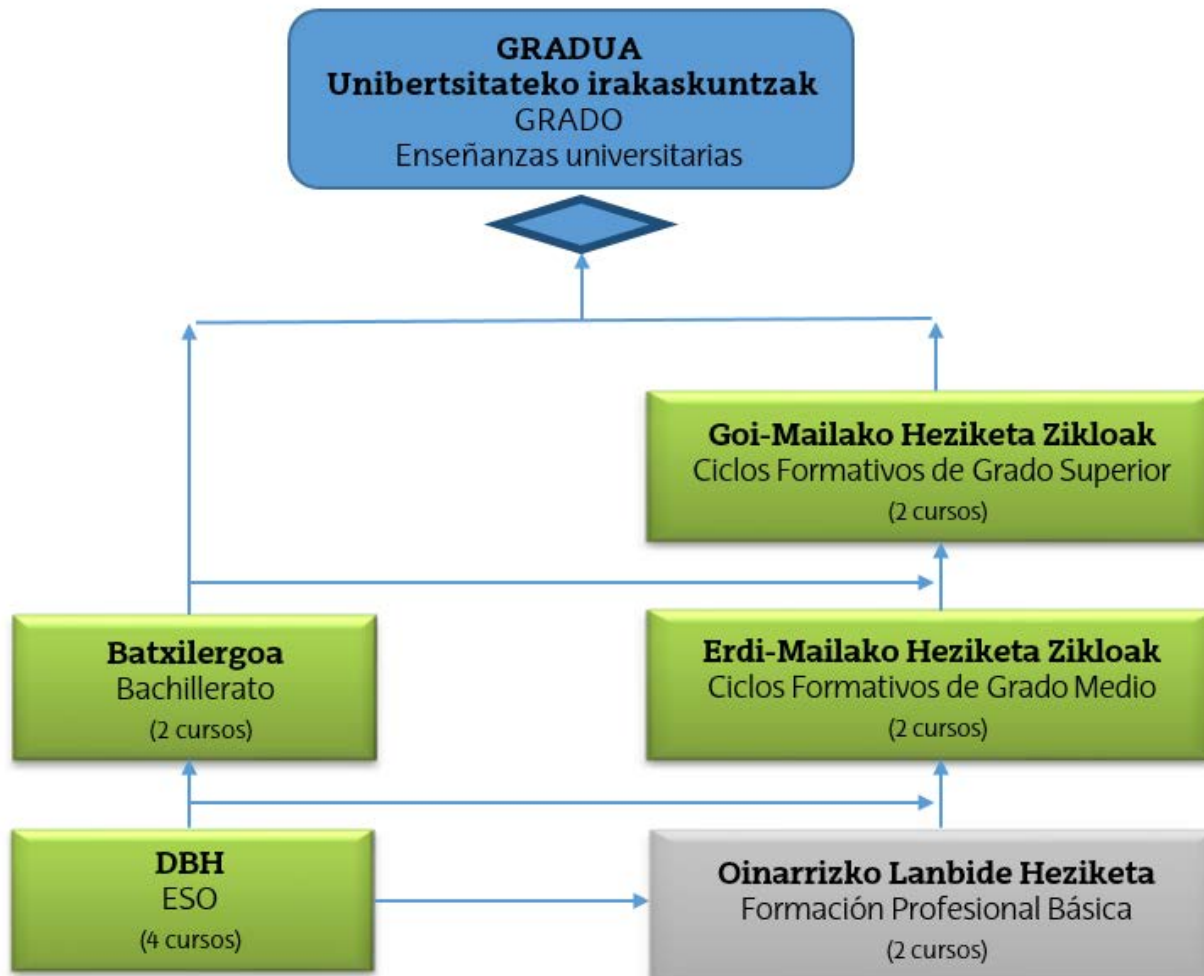 GRADUA
Unibertsitateko irakaskuntzak
GRADO
Enseñanzas universitarias
Goi-Mailako Heziketa Zikloak
Ciclos Formativos de Grado Superior
(2 cursos)
Batxilergoa
Bachillerato
(2 cursos)
Erdi-Mailako Heziketa Zikloak
Ciclos Formativos de Grado Medio
(2 cursos)
DBH
ESO
(4 cursos)
Oinarrizko Lanbide Heziketa
Formación Profesional Básica
(2 cursos)